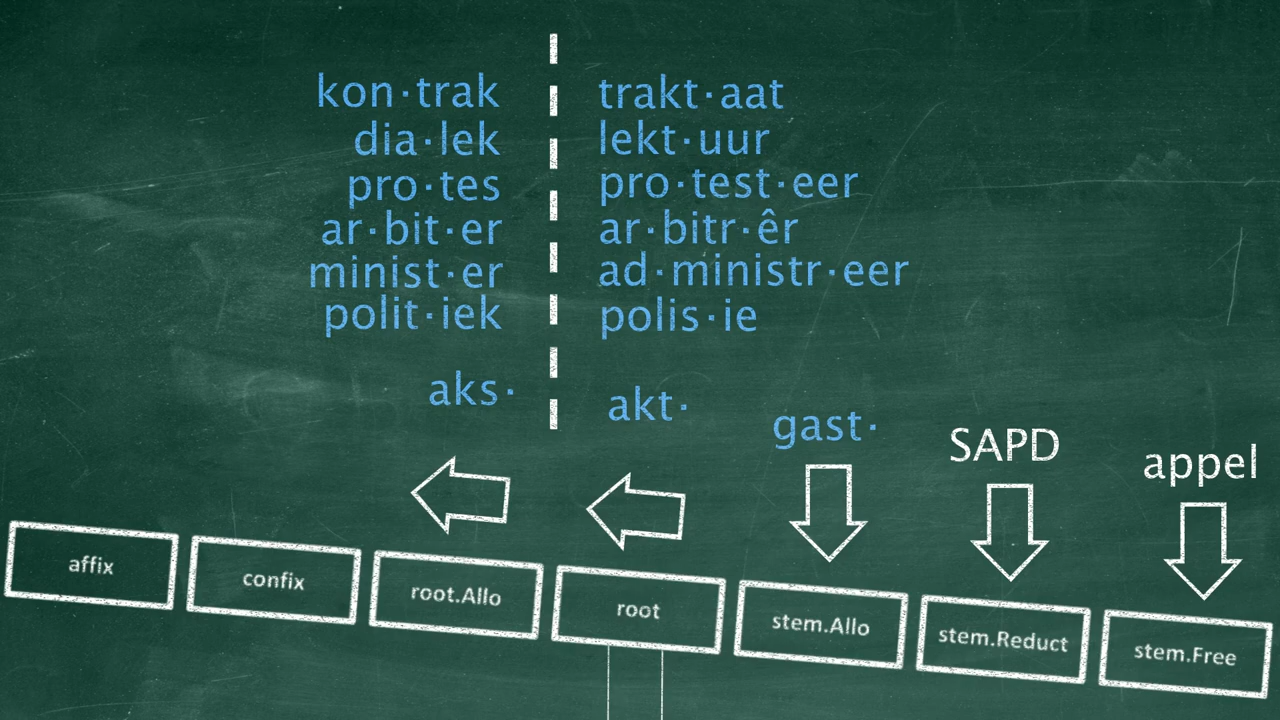 kon·trak
dia·lek
pro·tes
ar·bit·er
minist·er
polit·iek
aks·
trakt·aat
lekt·uur
pro·test·eer
ar·bitr·êr
ad·ministr·eer
polis·ie
akt·
gast·
SAPD
appel
affix
confix
root.Allo
root
stem.Allo
stem.Reduct
stem.Free